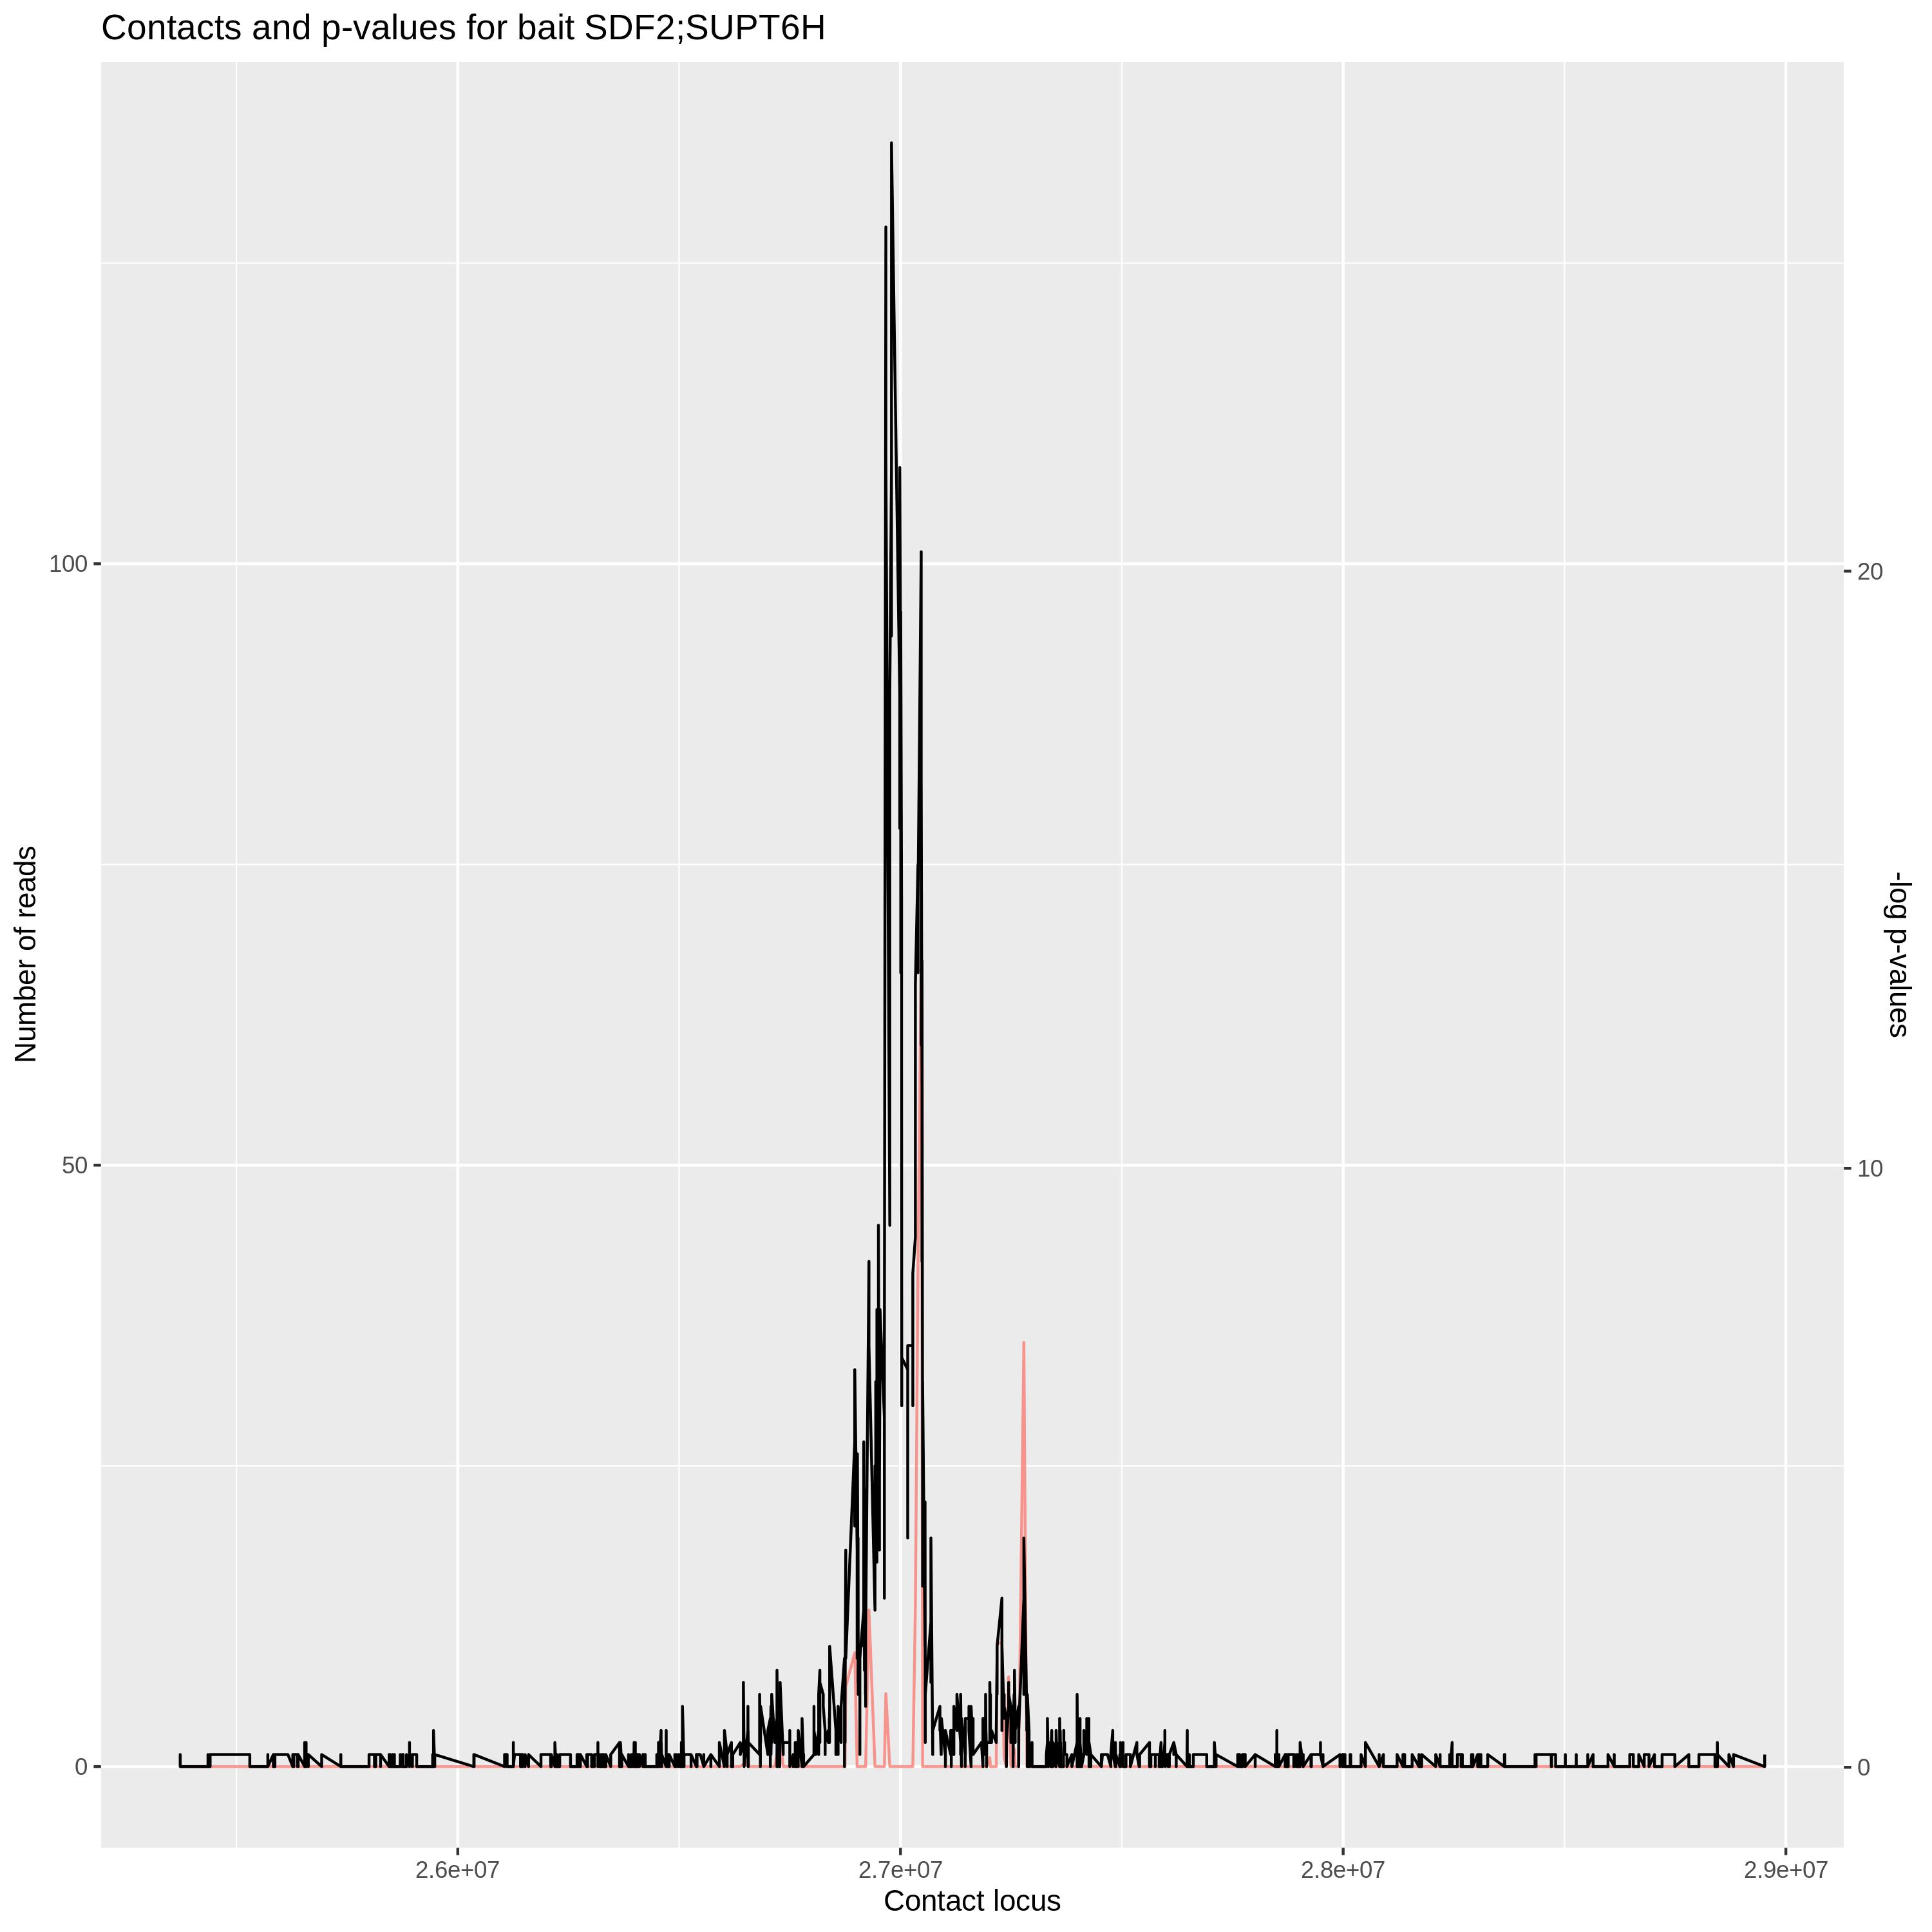 Contacts and p-values for bait SDF2;SUPT6H
Number of reads
100
50
0
20
10
0
-log p-values
2.6e+07
2.7e+07
2.8e+07
2.9e+07
Contact locus